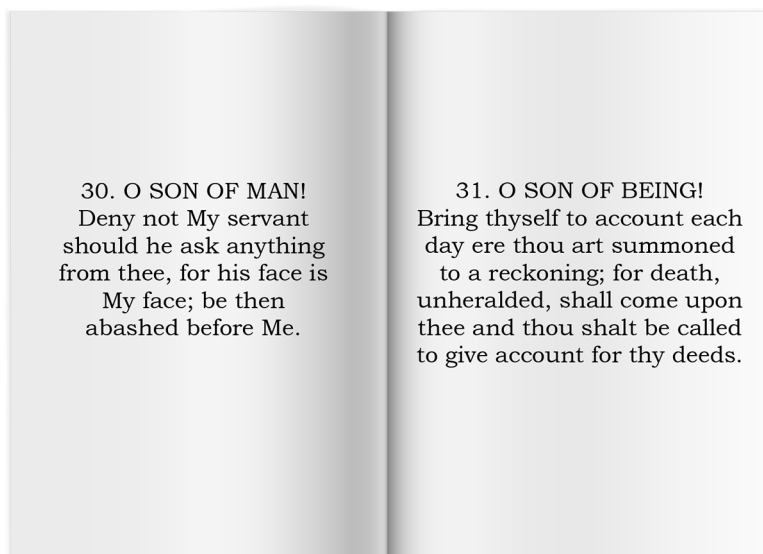 30. O SON OF MAN!
Deny not My servant
should he ask anything
from thee, for his face is
My face; be then
abashed before Me.
31. O SON OF BEING!
Bring thyself to account each
day ere thou art summoned
to a reckoning; for death,
unheralded, shall come upon
thee and thou shalt be called
to give account for thy deeds.